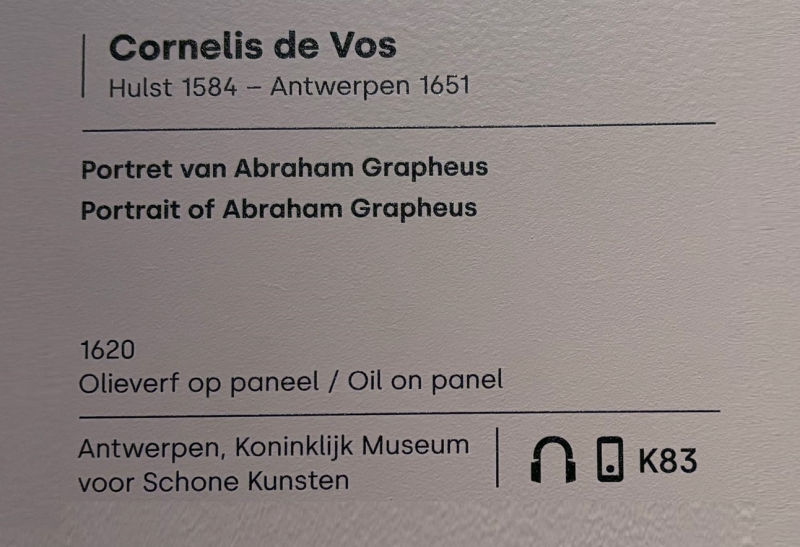 Cornelis de Vos
Hulst 1584 – Antwerpen 1651
Portret van Abraham Grapheus
Portrait of Abraham Grapheus
1620
Olieverf op paneel / Oil on panel
Antwerpen, Koninklijk Museum
voor Schone Kunsten
K83